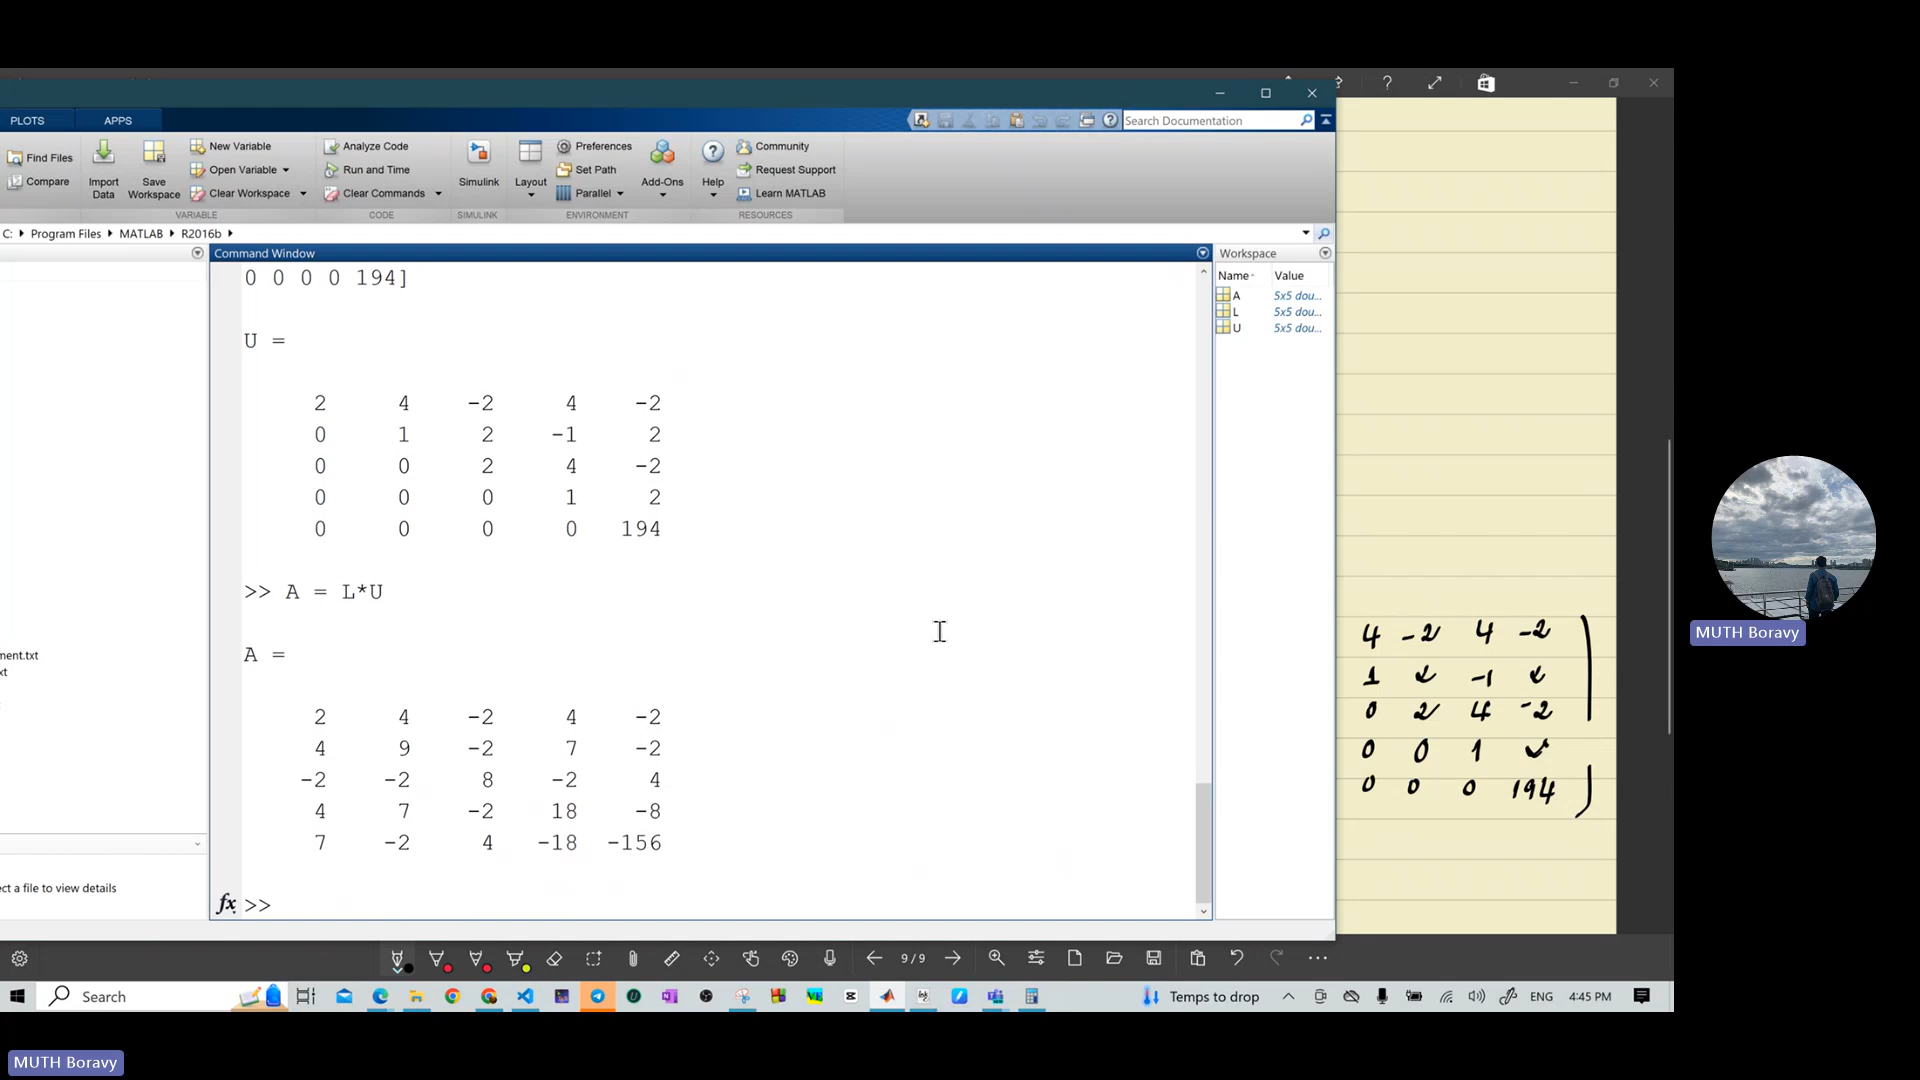 PLOTS APPS
Search Documentation
Find Files
Compare
Import
Data
Save
Workspace
New Variable
Open Variable
Clear Workspace
VARIABLE
Analyze Code
Run and Time
Clear Commands
CODE
Simulink
SIMULINK
Layout
Preferences
Set Path
Parallel
ENVIRONMENT
Add-Ons
Help
Community
Request Support
Learn MATLAB
RESOURCES
C: Program Files MATLAB R2016b
Command Window
Workspace
Name Value
A 5x5 dou...
L 5x5 dou...
U 5x5 dou...
0 0 0 0 194]
U =
2 4 -2 4 -2
0 1 2 -1 2
0 0 2 4 -2
0 0 0 1 2
0 0 0 0 194
>> A = L*U
A =
2 4 -2 4 -2
4 9 -2 7 -2
-2 -2 8 -2 4
4 7 -2 18 -8
7 -2 4 -18 -156
fx >>
ment.txt
xt
ect a file to view details
4 -2 4 -2
1 2 -1 2
0 2 4 -2
0 0 1 2
0 0 0 194
MUTH Boravy
9/9
Search
Temps to drop
ENG
4:45 PM
MUTH Boravy